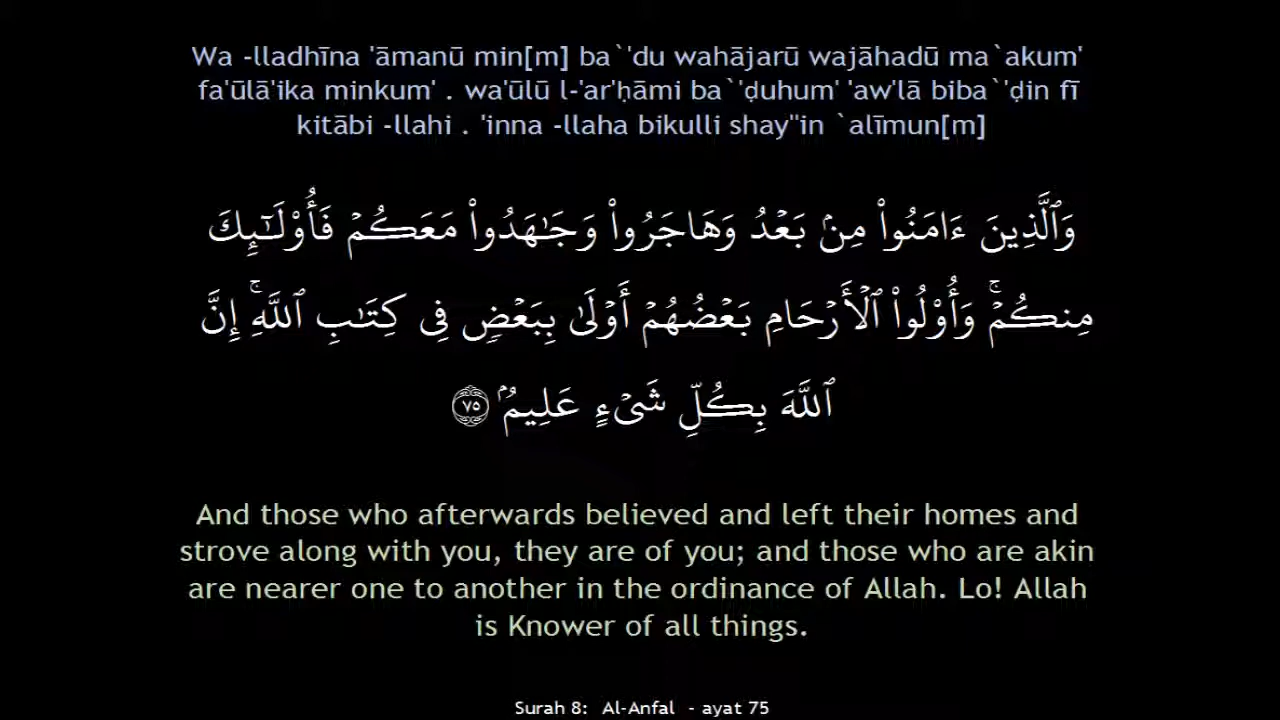 Wa -lladhīna 'āmanū min[m] ba`'du wahājarū wajāhadū ma`akum'
fa'ūlā'ika minkum' . wa'ūlū l-'ar'ḥāmi ba`'ḍuhum' 'aw'lā biba`'ḍin fī
kitābi -llahi . 'inna -llaha bikulli shay''in `alīmun[m]
وَٱلَّذِينَ ءَامَنُوا۟ مِنۢ بَعْدُ وَهَاجَرُوا۟ وَجَـٰهَدُوا۟ مَعَكُمْ فَأُو۟لَـٰٓئِكَ
مِنكُمْ ۚ وَأُو۟لُوا۟ ٱلْأَرْحَامِ بَعْضُهُمْ أَوْلَىٰ بِبَعْضٍ فِى كِتَـٰبِ ٱللَّهِ ۚ إِنَّ
ٱللَّهَ بِكُلِّ شَىْءٍ عَلِيمٌۢ ٧٥
And those who afterwards believed and left their homes and
strove along with you, they are of you; and those who are akin
are nearer one to another in the ordinance of Allah. Lo! Allah
is Knower of all things.
Surah 8: Al-Anfal - ayat 75